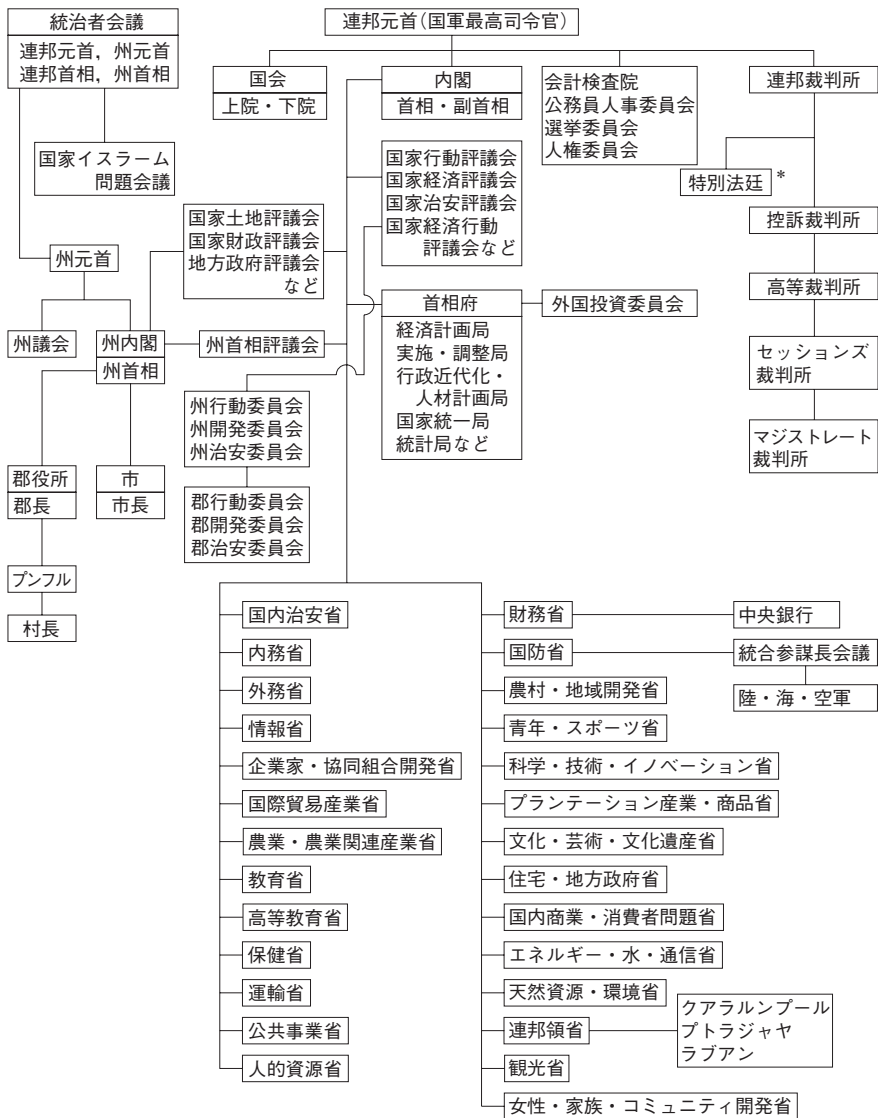 統治者会議
連邦元首，州元首
連邦首相，州首相
国家イスラーム
問題会議
連邦元首（国軍最高司令官）
国会
上院・下院
内閣
首相・副首相
会計検査院
公務員人事委員会
選挙委員会
人権委員会
連邦裁判所
特別法廷 *
控訴裁判所
高等裁判所
セッションズ
裁判所
マジストレート
裁判所
国家行動評議会
国家経済評議会
国家治安評議会
国家経済行動
評議会など
国家土地評議会
国家財政評議会
地方政府評議会
など
州元首
州議会
州内閣
州首相
州首相評議会
首相府
経済計画局
実施・調整局
行政近代化・
人材計画局
国家統一局
統計局など
外国投資委員会
州行動委員会
州開発委員会
州治安委員会
郡行動委員会
郡開発委員会
郡治安委員会
郡役所
郡長
市
市長
プンフル
村長
国内治安省
内務省
外務省
情報省
企業家・協同組合開発省
国際貿易産業省
農業・農業関連産業省
教育省
高等教育省
保健省
運輸省
公共事業省
人的資源省
財務省
中央銀行
国防省
統合参謀長会議
陸・海・空軍
農村・地域開発省
青年・スポーツ省
科学・技術・イノベーション省
プランテーション産業・商品省
文化・芸術・文化遺産省
住宅・地方政府省
国内商業・消費者問題省
エネルギー・水・通信省
天然資源・環境省
連邦領省
クアラルンプール
プトラジャヤ
ラブアン
観光省
女性・家族・コミュニティ開発省